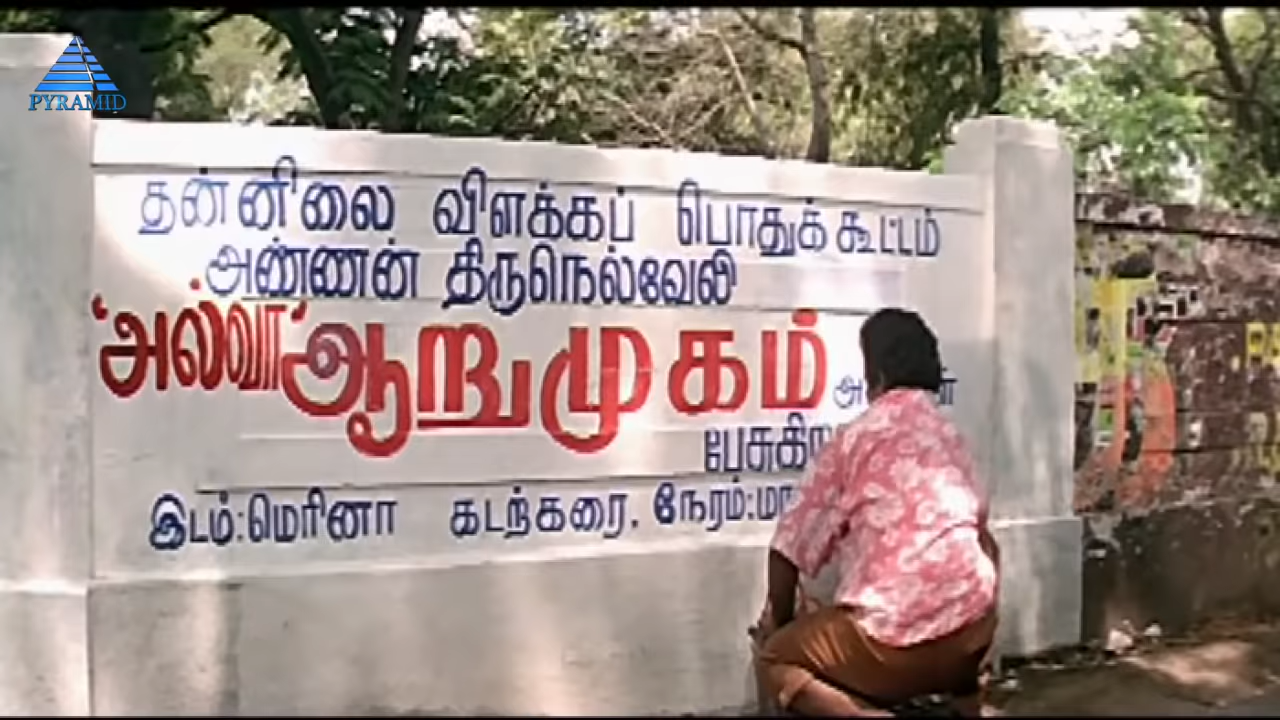 PYRAMID
தன்னிலை விளக்கப் பொதுக் கூட்டம்
அண்ணன் திருநெல்வேலி
'அல்வா' ஆறுமுகம்
இடம்:மெரினா கடற்கரை, நேரம்: